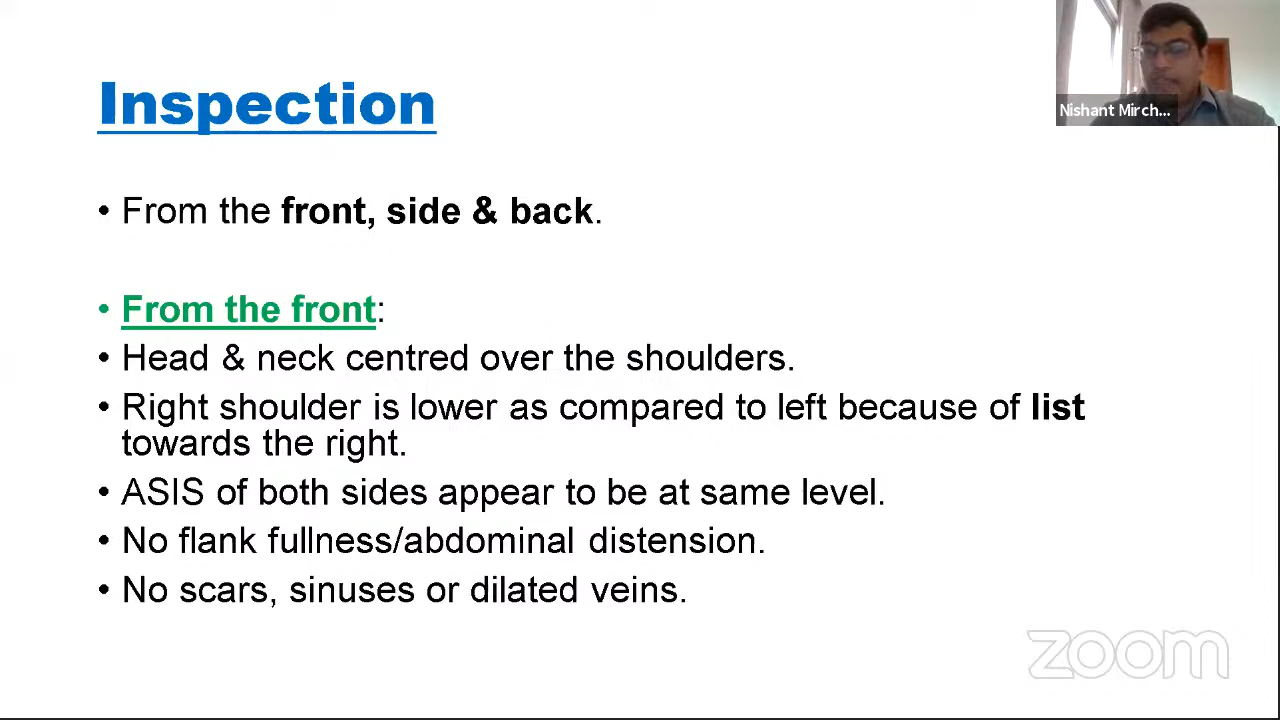 Inspection
Nishant Mirch...
• From the front, side & back.
• From the front:
• Head & neck centred over the shoulders.
• Right shoulder is lower as compared to left because of list
towards the right.
• ASIS of both sides appear to be at same level.
• No flank fullness/abdominal distension.
• No scars, sinuses or dilated veins.
zoom